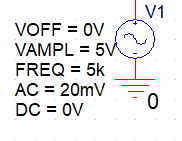 V1
VOFF = 0V
VAMPL = 5V
FREQ = 5k
AC = 20mV
DC = 0V
0